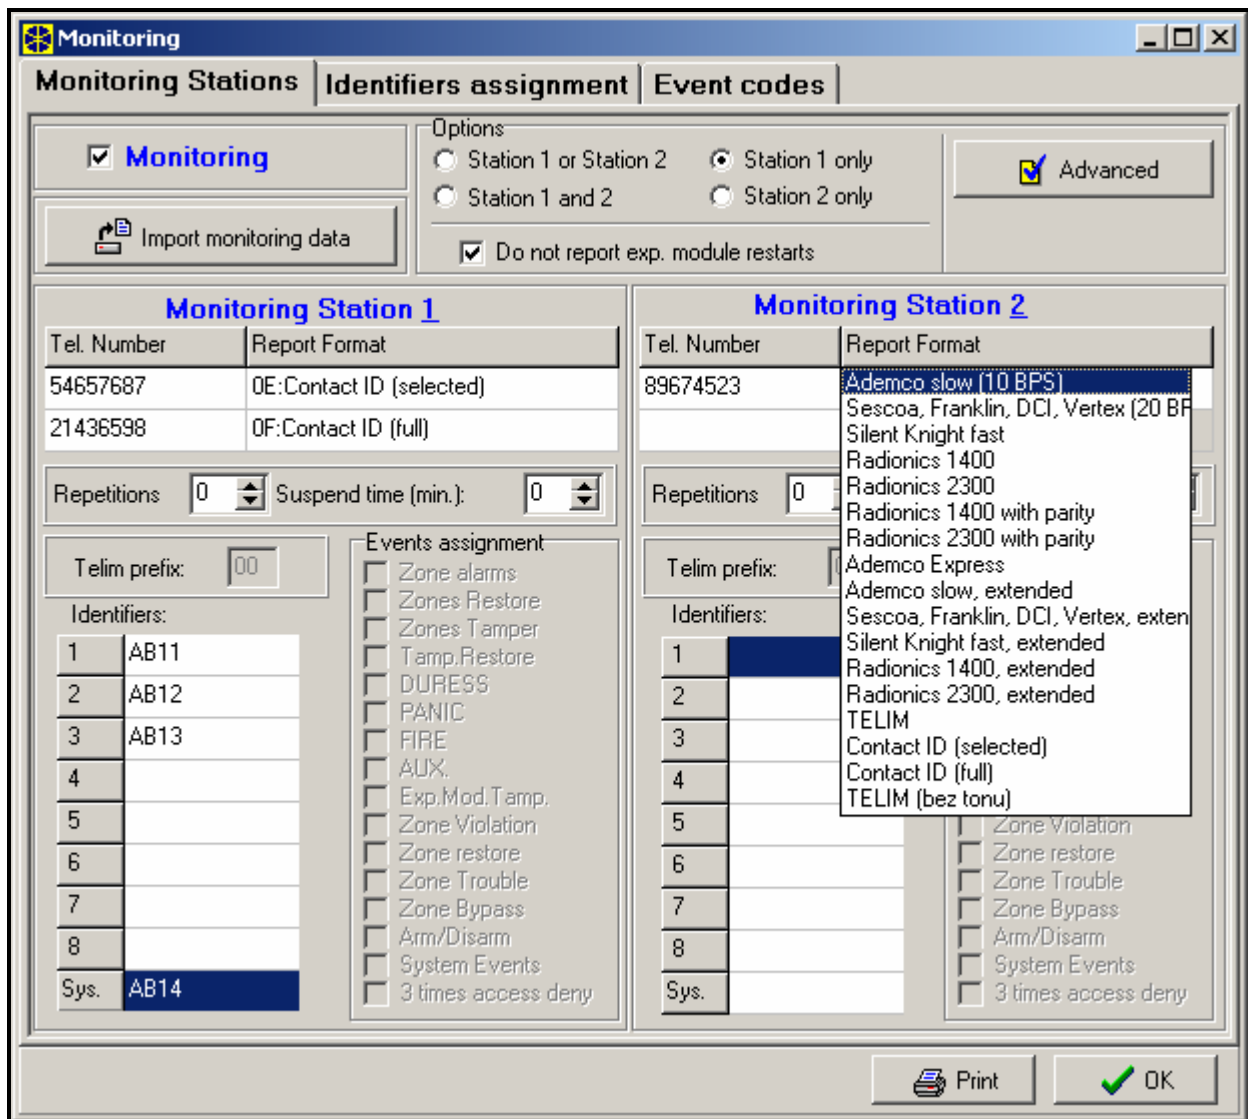 Monitoring
Monitoring Stations Identifiers assignment Event codes
Monitoring
Import monitoring data
Options
Station 1 or Station 2 Station 1 only
Station 1 and 2 Station 2 only
Do not report exp. module restarts
Advanced
Monitoring Station 1
Tel. Number Report Format
54657687 0E:Contact ID (selected)
21436598 0F:Contact ID (full)
Repetitions 0 Suspend time (min.): 0
Telim prefix: 00
Identifiers:
1 AB11
2 AB12
3 AB13
4
5
6
7
8
Sys. AB14
Events assignment
Zone alarms
Zones Restore
Zones Tamper
Tamp.Restore
DURESS
PANIC
FIRE
AUX.
Exp.Mod.Tamp.
Zone Violation
Zone restore
Zone Trouble
Zone Bypass
Arm/Disarm
System Events
3 times access deny
Monitoring Station 2
Tel. Number Report Format
89674523
Ademco slow (10 BPS)
Sescoa, Franklin, DCI, Vertex (20 BP
Silent Knight fast
Radionics 1400
Radionics 2300
Radionics 1400 with parity
Radionics 2300 with parity
Ademco Express
Ademco slow, extended
Sescoa, Franklin, DCI, Vertex, exten
Silent Knight fast, extended
Radionics 1400, extended
Radionics 2300, extended
TELIM
Contact ID (selected)
Contact ID (full)
TELIM (bez tonu)
Repetitions 0
Telim prefix:
Identifiers:
1
2
3
4
5
6
7
8
Sys.
Zone Violation
Zone restore
Zone Trouble
Zone Bypass
Arm/Disarm
System Events
3 times access deny
Print OK